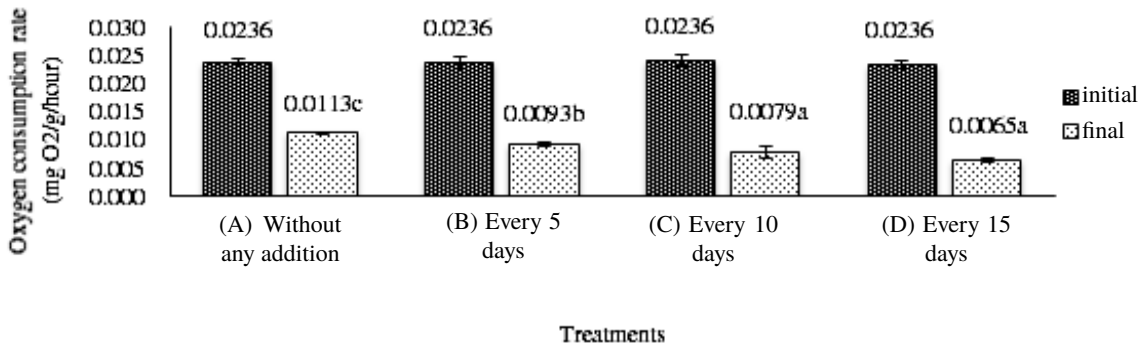 Oxygen consumption rate
(mg O2/g/hour)
0.030
0.025
0.020
0.015
0.010
0.005
0.000
0.0236
0.0113c
0.0236
0.0093b
0.0236
0.0079a
0.0236
0.0065a
(A) Without
any addition
(B) Every 5
days
(C) Every 10
days
(D) Every 15
days
Treatments
initial
final